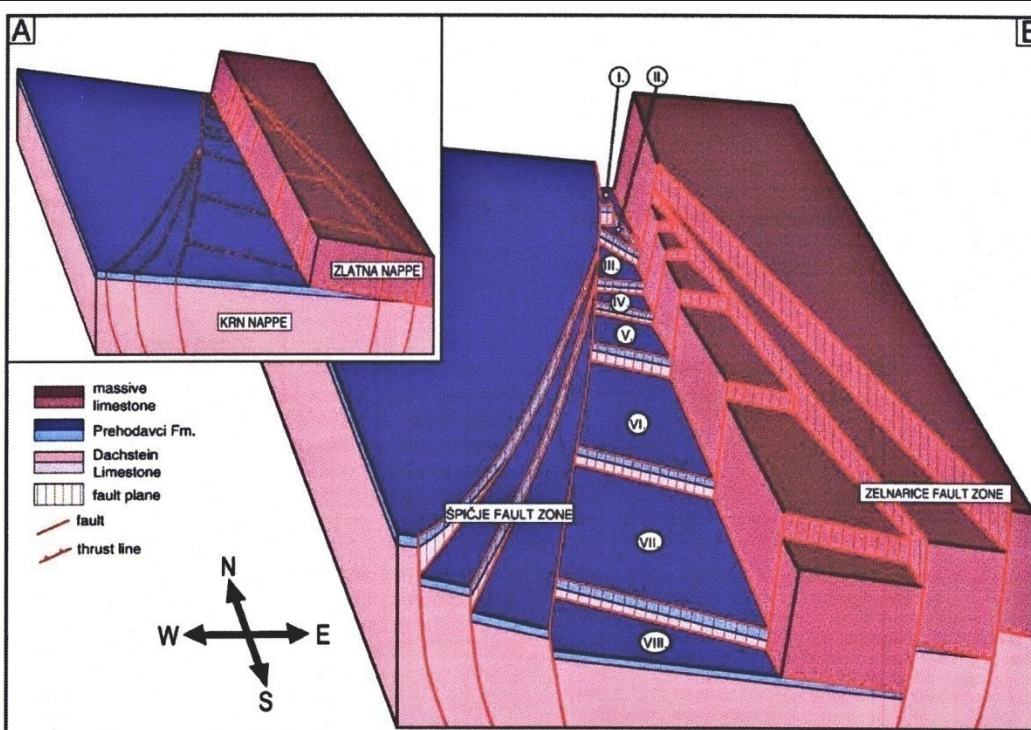 A
B
I.
II.
ZLATNA NAPPE
KRN NAPPE
III.
IV
V
VI.
VII.
VIII.
massive
limestone
Prehodavci Fm.
Dachstein
Limestone
fault plane
fault
thrust line
ŠPIČJE FAULT ZONE
ZELNARICE FAULT ZONE
N
W
E
S